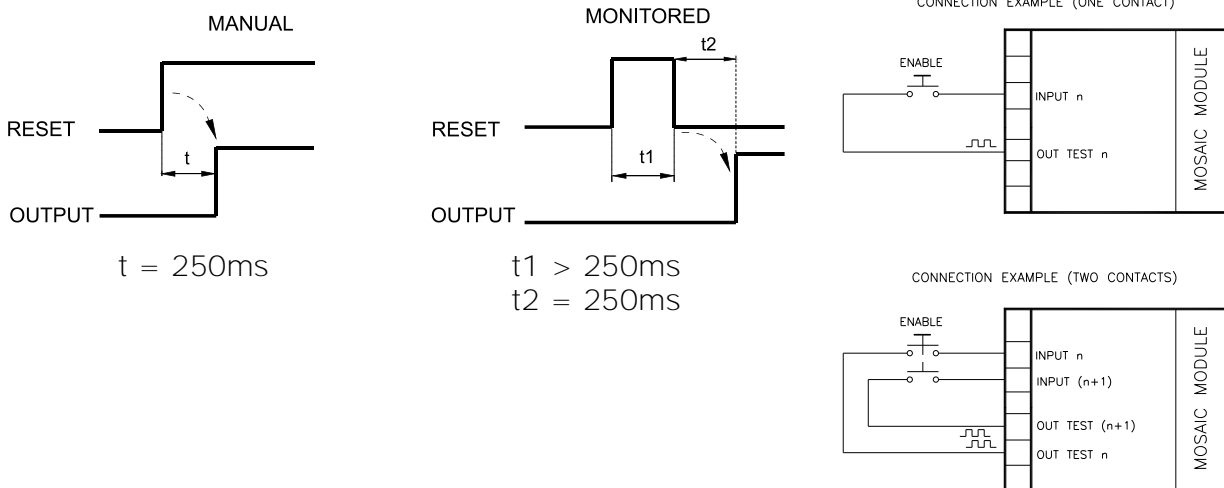 MANUAL
RESET
t
OUTPUT
t = 250ms
MONITORED
t2
RESET
t1
OUTPUT
t1 > 250ms
t2 = 250ms
CONNECTION EXAMPLE (ONE CONTACT)
ENABLE
INPUT n
OUT TEST n
MOSAIC MODULE
CONNECTION EXAMPLE (TWO CONTACTS)
ENABLE
INPUT n
INPUT (n+1)
OUT TEST (n+1)
OUT TEST n
MOSAIC MODULE